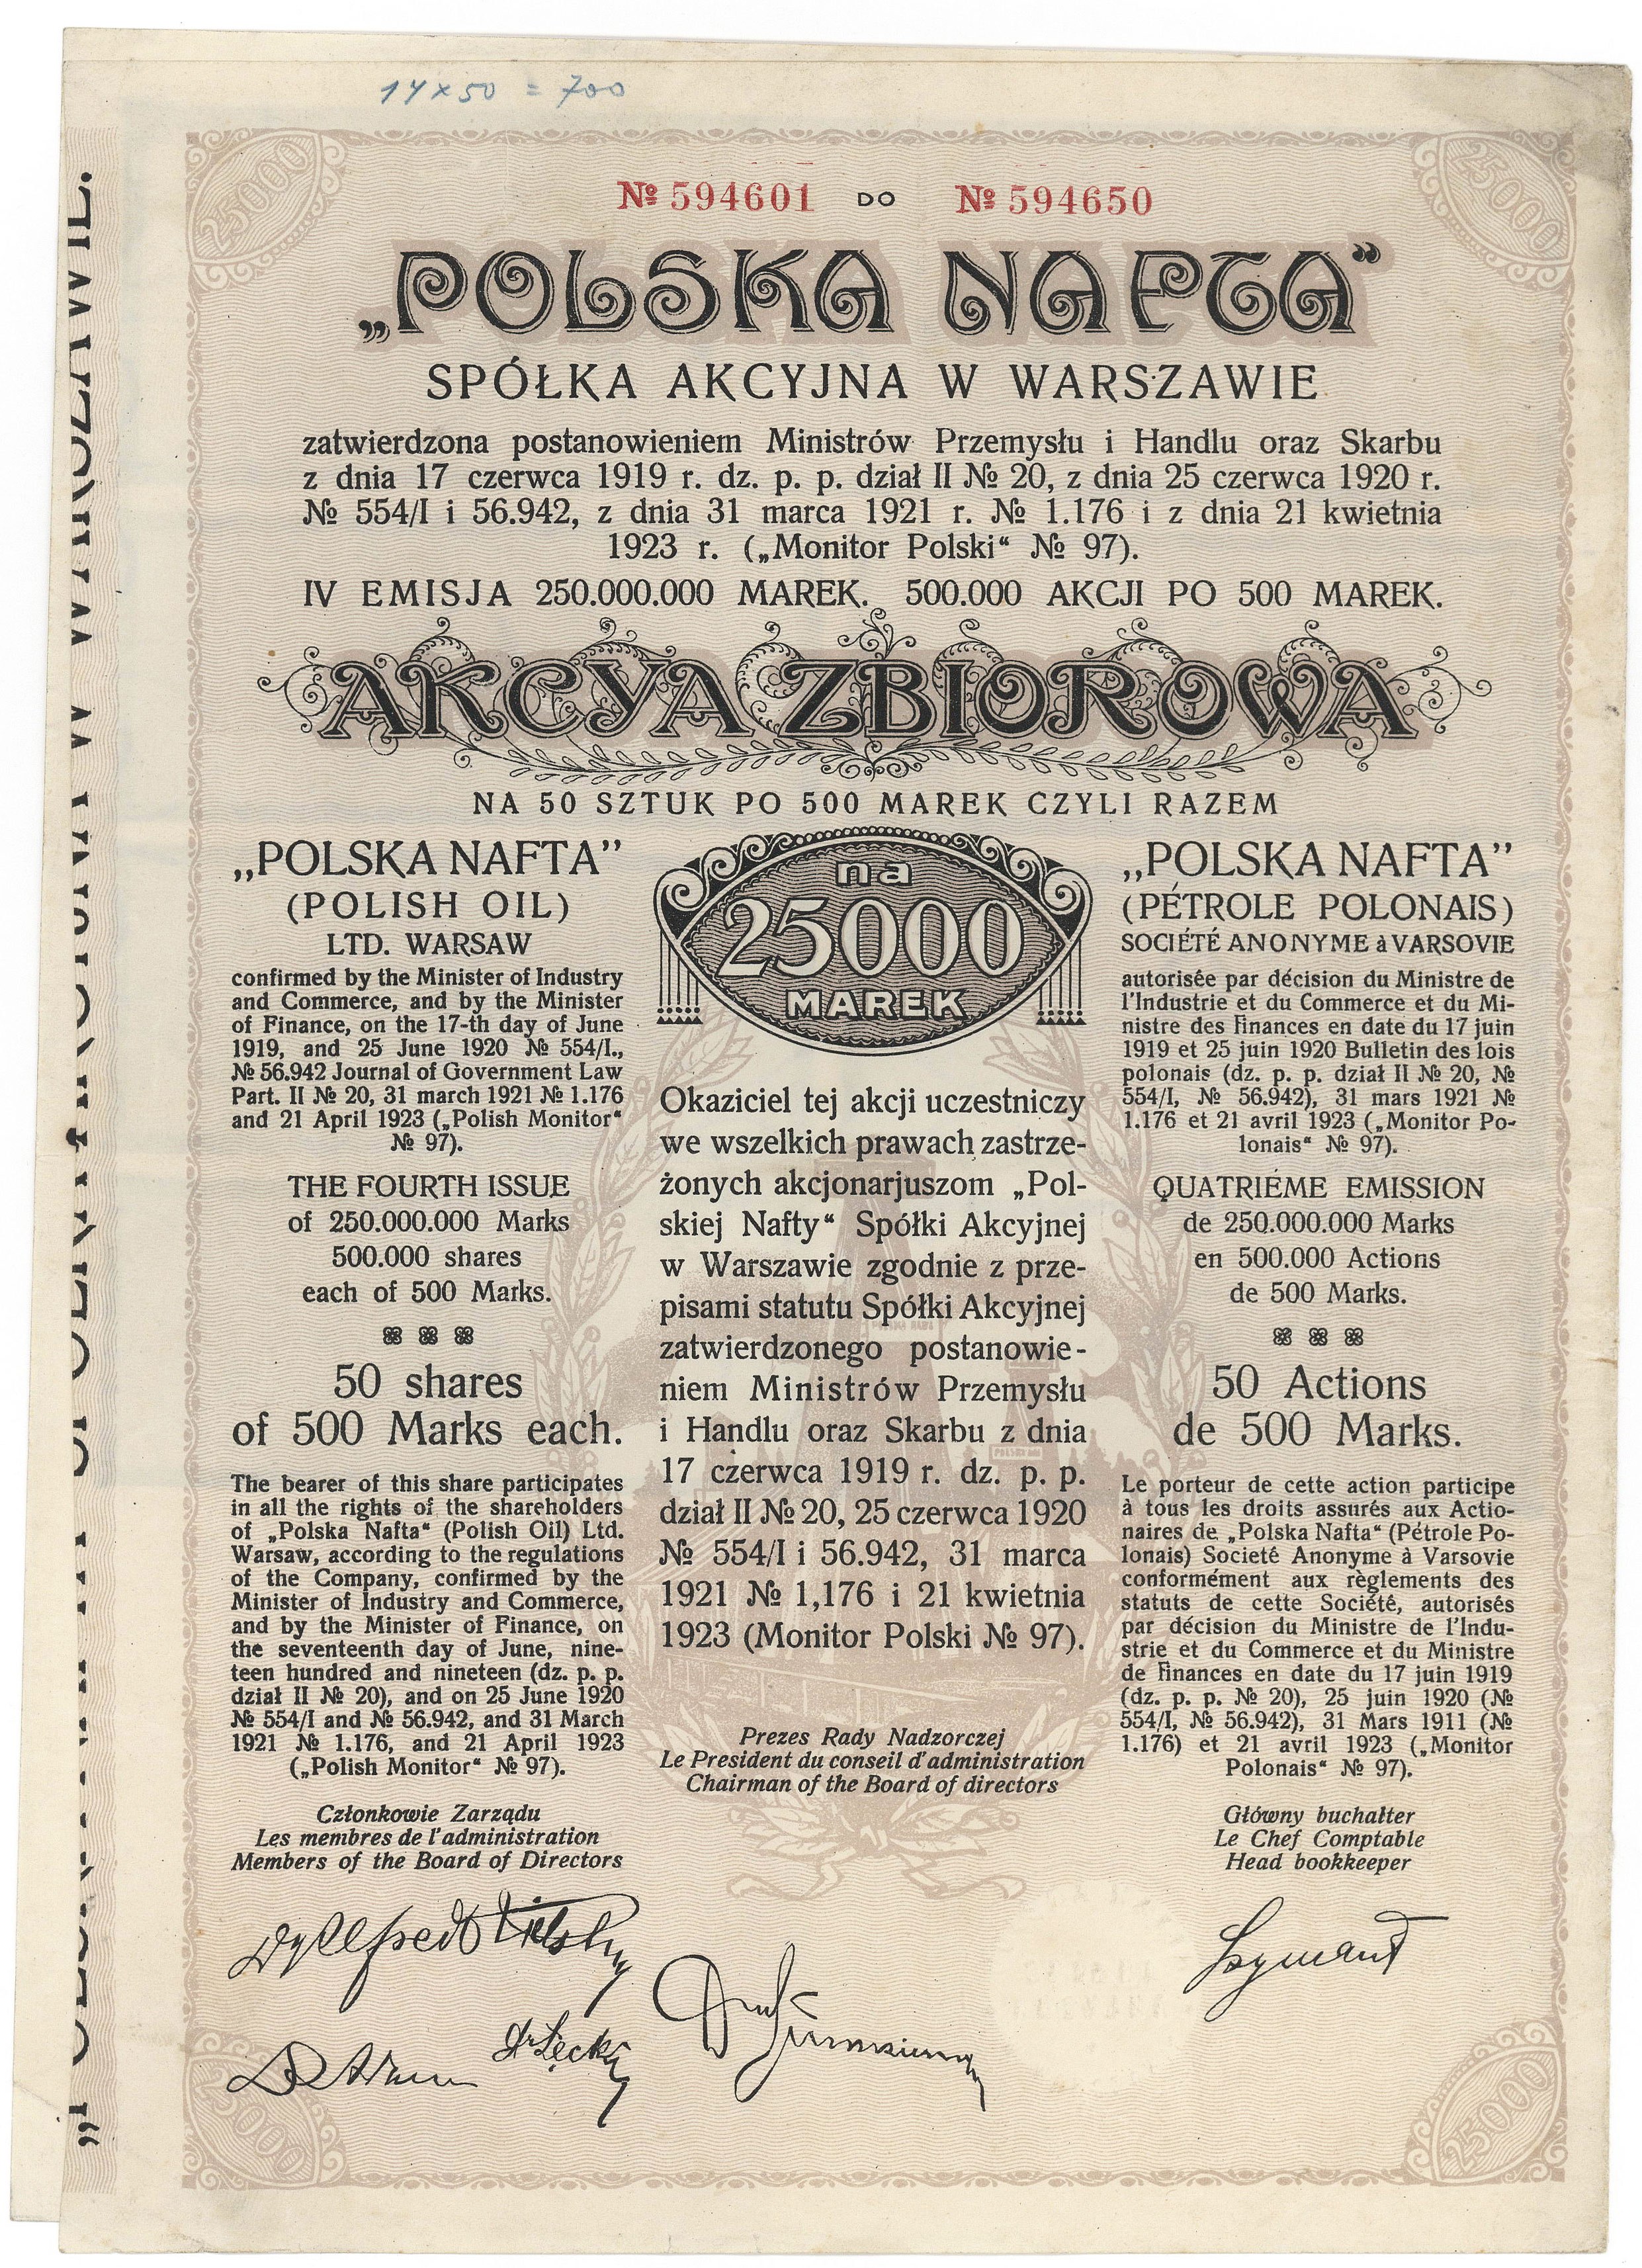 14 x 50 = 700
25000
25000
№ 594601 DO № 594650
„POLSKA NAFTA”
SPÓŁKA AKCYJNA W WARSZAWIE
zatwierdzona postanowieniem Ministrów Przemysłu i Handlu oraz Skarbu
z dnia 17 czerwca 1919 r. dz. p. p. dział II № 20, z dnia 25 czerwca 1920 r.
№ 554/I i 56.942, z dnia 31 marca 1921 r. № 1.176 i z dnia 21 kwietnia
1923 r. („Monitor Polski“ № 97).
IV EMISJA 250.000.000 MAREK. 500.000 AKCJI PO 500 MAREK.
AKCYA ZBIOROWA
NA 50 SZTUK PO 500 MAREK CZYLI RAZEM
„POLSKA NAFTA”
(POLISH OIL)
LTD. WARSAW
confirmed by the Minister of Industry
and Commerce, and by the Minister
of Finance, on the 17-th day of June
1919, and 25 June 1920 № 554/I.,
№ 56.942 Journal of Government Law
Part. II № 20, 31 march 1921 № 1.176
and 21 April 1923 („Polish Monitor“
№ 97).
THE FOURTH ISSUE
of 250.000.000 Marks
500.000 shares
each of 500 Marks.
50 shares
of 500 Marks each.
The bearer of this share participates
in all the rights of the shareholders
of „Polska Nafta“ (Polish Oil) Ltd.
Warsaw, according to the regulations
of the Company, confirmed by the
Minister of Industry and Commerce,
and by the Minister of Finance, on
the seventeenth day of June, nine-
teen hundred and nineteen (dz. p. p.
dział II № 20), and on 25 June 1920
№ 554/I and № 56.942, and 31 March
1921 № 1.176, and 21 April 1923
(„Polish Monitor“ № 97).
Członkowie Zarządu
Les membres de l'administration
Members of the Board of Directors
na
25000
MAREK
Okaziciel tej akcji uczestniczy
we wszelkich prawach zastrze-
żonych akcjonarjuszom „Pol-
skiej Nafty“ Spółki Akcyjnej
w Warszawie zgodnie z prze-
pisami statutu Spółki Akcyjnej
zatwierdzonego postanowie-
niem Ministrów Przemysłu
i Handlu oraz Skarbu z dnia
17 czerwca 1919 r. dz. p. p.
dział II № 20, 25 czerwca 1920
№ 554/I i 56.942, 31 marca
1921 № 1,176 i 21 kwietnia
1923 (Monitor Polski № 97).
Prezes Rady Nadzorczej
Le President du conseil d'administration
Chairman of the Board of directors
„POLSKA NAFTA”
(PÉTROLE POLONAIS)
SOCIÉTÉ ANONYME à VARSOVIE
autorisée par décision du Ministre de
l'Industrie et du Commerce et du Mi-
nistre des Finances en date du 17 juin
1919 et 25 juin 1920 Bulletin des lois
polonais (dz. p. p. dział II № 20, №
554/I, № 56.942), 31 mars 1921 №
1.176 et 21 avril 1923 („Monitor Po-
lonais“ № 97).
QUATRIÉME EMISSION
de 250.000.000 Marks
en 500.000 Actions
de 500 Marks.
50 Actions
de 500 Marks.
Le porteur de cette action participe
à tous les droits assurés aux Actio-
naires de „Polska Nafta“ (Pétrole Po-
lonais) Societé Anonyme à Varsovie
conformément aux règlements des
statuts de cette Société, autorisés
par décision du Ministre de l'Indu-
strie et du Commerce et du Ministre
de Finances en date du 17 juin 1919
(dz. p. p. № 20), 25 juin 1920 (№
554/I, № 56.942), 31 Mars 1911 (№
1.176) et 21 avril 1923 („Monitor
Polonais“ № 97).
Główny buchalter
Le Chef Comptable
Head bookkeeper
25000
25000